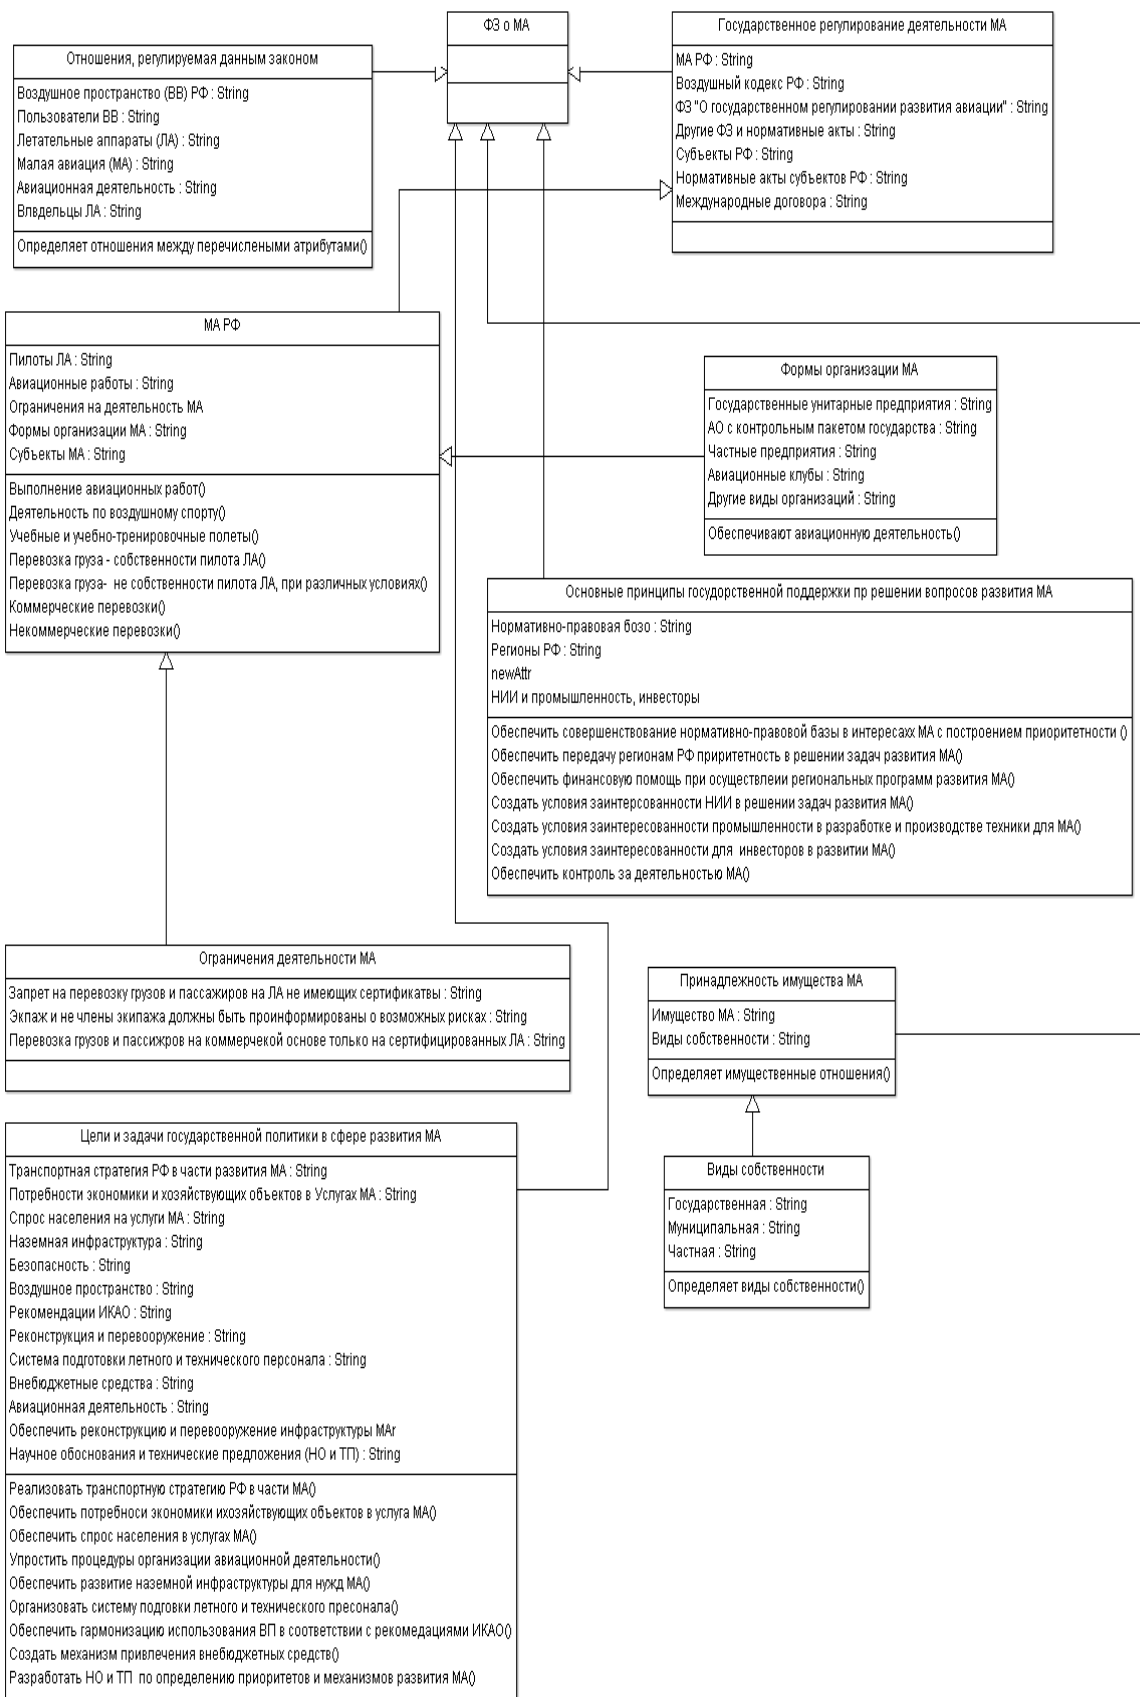 ФЗ о МА
Государственное регулирование деятельности МА
МА РФ : String
Воздушный кодекс РФ : String
ФЗ "О государственном регулировании развития авиации" : String
Другие ФЗ и нормативные акты : String
Субъекты РФ : String
Нормативные акты субъектов РФ : String
Международные договора : String
Отношения, регулируемая данным законом
Воздушное пространство (ВВ) РФ : String
Пользователи ВВ : String
Летательные аппараты (ЛА) : String
Малая авиация (МА) : String
Авиационная деятельность : String
Влвдельцы ЛА : String
Определяет отношения между перечислеными атрибутами()
МА РФ
Пилоты ЛА : String
Авиационные работы : String
Ограничения на деятельность МА
Формы организации МА : String
Субъекты МА : String
Выполнение авиационных работ()
Деятельность по воздушному спорту()
Учебные и учебно-тренировочные полеты()
Перевозка груза - собственности пилота ЛА()
Перевозка груза- не собственности пилота ЛА, при различных условиях()
Коммерческие перевозки()
Некоммерческие перевозки()
Формы организации МА
Государственные унитарные предприятия : String
АО с контрольным пакетом государства : String
Частные предприятия : String
Авиационные клубы : String
Другие виды организаций : String
Обеспечивают авиационную деятельность()
Основные принципы государственной поддержки пр решении вопросов развития МА
Нормативно-правовая бозо : String
Регионы РФ : String
newAttr
НИИ и промышленность, инвесторы
Обеспечить совершенствование нормативно-правовой базы в интересахх МА с построением приоритетности ()
Обеспечить передачу регионам РФ приритетность в решении задач развития МА()
Обеспечить финансовую помощь при осуществлеии региональных программ развития МА()
Создать условия заинтерсованности НИИ в решении задач развития МА()
Создать условия заинтересованности промышленности в разработке и производстве техники для МА()
Создать условия заинтересованности для инвесторов в развитии МА()
Обеспечить контроль за деятельностью МА()
Ограничения деятельности МА
Запрет на перевозку грузов и пассажиров на ЛА не имеющих сертификатвы : String
Экпаж и не члены экипажа должны быть проинформированы о возможных рисках : String
Перевозка грузов и пассижров на коммерчекой основе только на сертифицированных ЛА : String
Принадлежность имущества МА
Имущество МА : String
Виды собственности : String
Определяет имущественные отношения()
Виды собственности
Государственная : String
Муниципальная : String
Частная : String
Определяет виды собственности()
Цели и задачи государственной политики в сфере развития МА
Транспортная стратегия РФ в части развития МА : String
Потребности экономики и хозяйствующих объектов в Услугах МА : String
Спрос населения на услуги МА : String
Наземная инфраструктура : String
Безопасность : String
Воздушное пространство : String
Рекомендации ИКАО : String
Реконструкция и перевооружение : String
Система подготовки летного и технического персонала : String
Внебюджетные средства : String
Авиационная деятельность : String
Обеспечить реконструкцию и перевооружение инфраструктуры МАr
Научное обоснования и технические предложения (НО и ТП) : String
Реализовать транспортную стратегию РФ в части МА()
Обеспечить потребноси экономики ихозяйствующих объектов в услуга МА()
Обеспечить спрос населения в услугах МА()
Упростить процедуры организации авиационной деятельности()
Обеспечить развитие наземной инфраструктуры для нужд МА()
Организовать систему подговки летного и технического пресонала()
Обеспечить гармонизацию использования ВП в соответствии с рекомедациями ИКАО()
Создать механизм привлечения внебюджетных средств()
Разработать НО и ТП по определению приоритетов и механизмов развития МА()